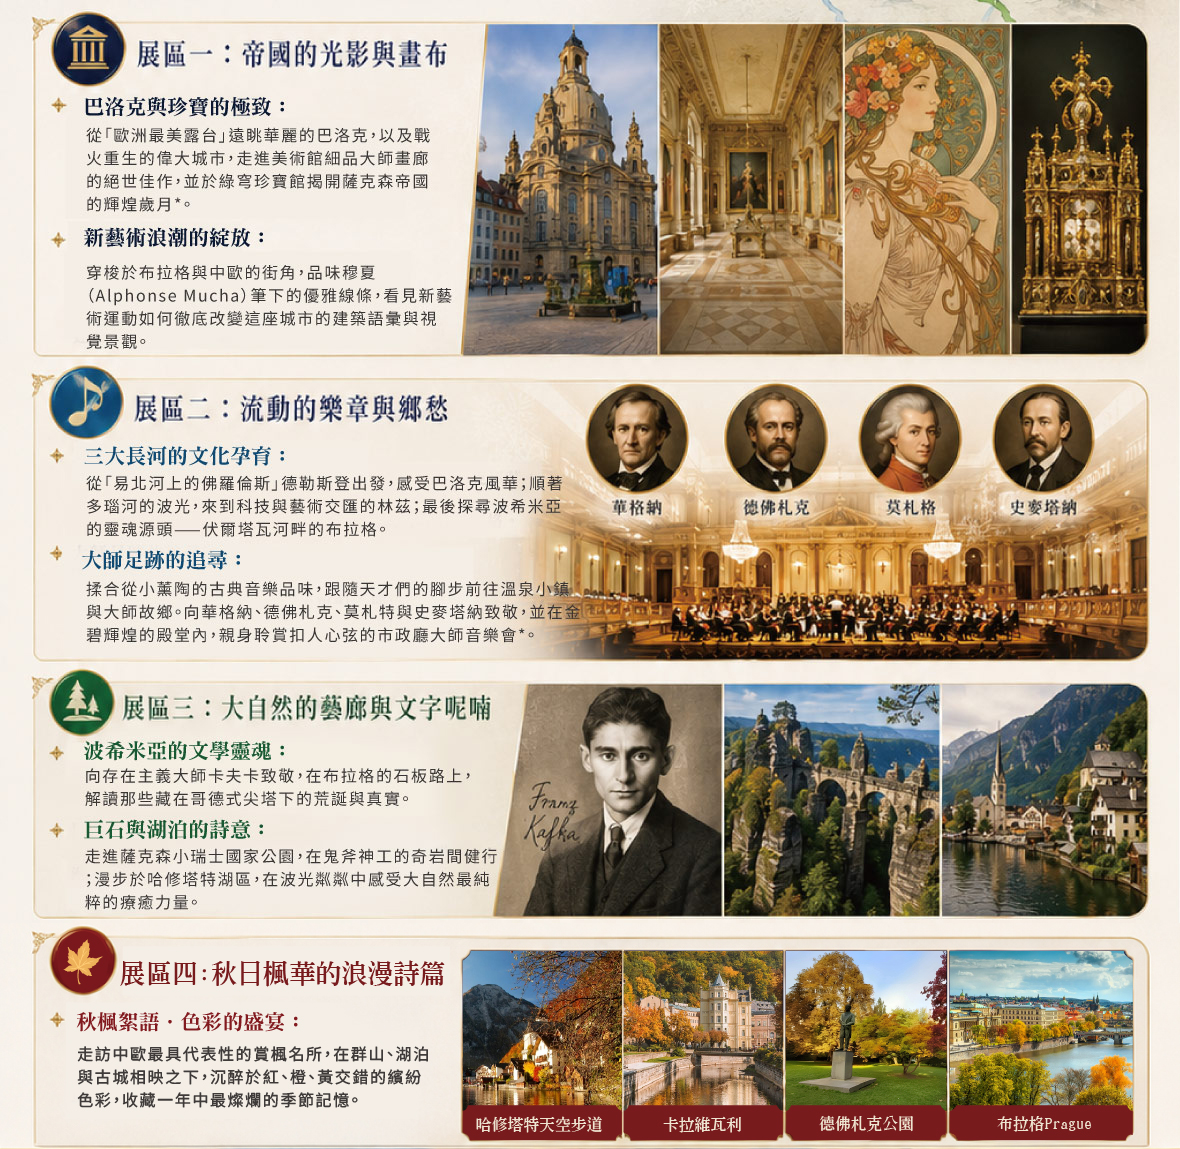 展區一：帝國的光影與畫布
巴洛克與珍寶的極致：
從「歐洲最美露台」遠眺華麗的巴洛克，以及戰
火重生的偉大城市，走進美術館細品大師畫廊
的絕世佳作，並於綠穹珍寶館揭開薩克森帝國
的輝煌歲月*。
新藝術浪潮的綻放：
穿梭於布拉格與中歐的街角，品味穆夏
（Alphonse Mucha）筆下的優雅線條，看見新藝
術運動如何徹底改變這座城市的建築語彙與視
覺景觀。
展區二：流動的樂章與鄉愁
三大長河的文化孕育：
從「易北河上的佛羅倫斯」德勒斯登出發，感受巴洛克風華；順著
多瑙河的波光，來到科技與藝術交匯的林茲；最後探尋波希米亞
的靈魂源頭——伏爾塔瓦河畔的布拉格。
大師足跡的追尋：
揉合從小薰陶的古典音樂品味，跟隨天才們的腳步前往溫泉小鎮
與大師故鄉。向華格納、德佛札克、莫札特與史麥塔納致敬，並在金
碧輝煌的殿堂內，親身聆賞扣人心弦的市政廳大師音樂會*。
華格納
德佛札克
莫札格
史麥塔納
展區三：大自然的藝廊與文字呢喃
波希米亞的文學靈魂：
向存在主義大師卡夫卡致敬，在布拉格的石板路上，
解讀那些藏在哥德式尖塔下的荒誕與真實。
巨石與湖泊的詩意：
走進薩克森小瑞士國家公園，在鬼斧神工的奇岩間健行
；漫步於哈修塔特湖區，在波光粼粼中感受大自然最純
粹的療癒力量。
Franz
Kafka
展區四：秋日楓華的浪漫詩篇
秋楓絮語・色彩的盛宴：
走訪中歐最具代表性的賞楓名所，在群山、湖泊
與古城相映之下，沉醉於紅、橙、黃交錯的繽紛
色彩，收藏一年中最燦爛的季節記憶。
哈修塔特天空步道
卡拉維瓦利
德佛札克公園
布拉格Prague